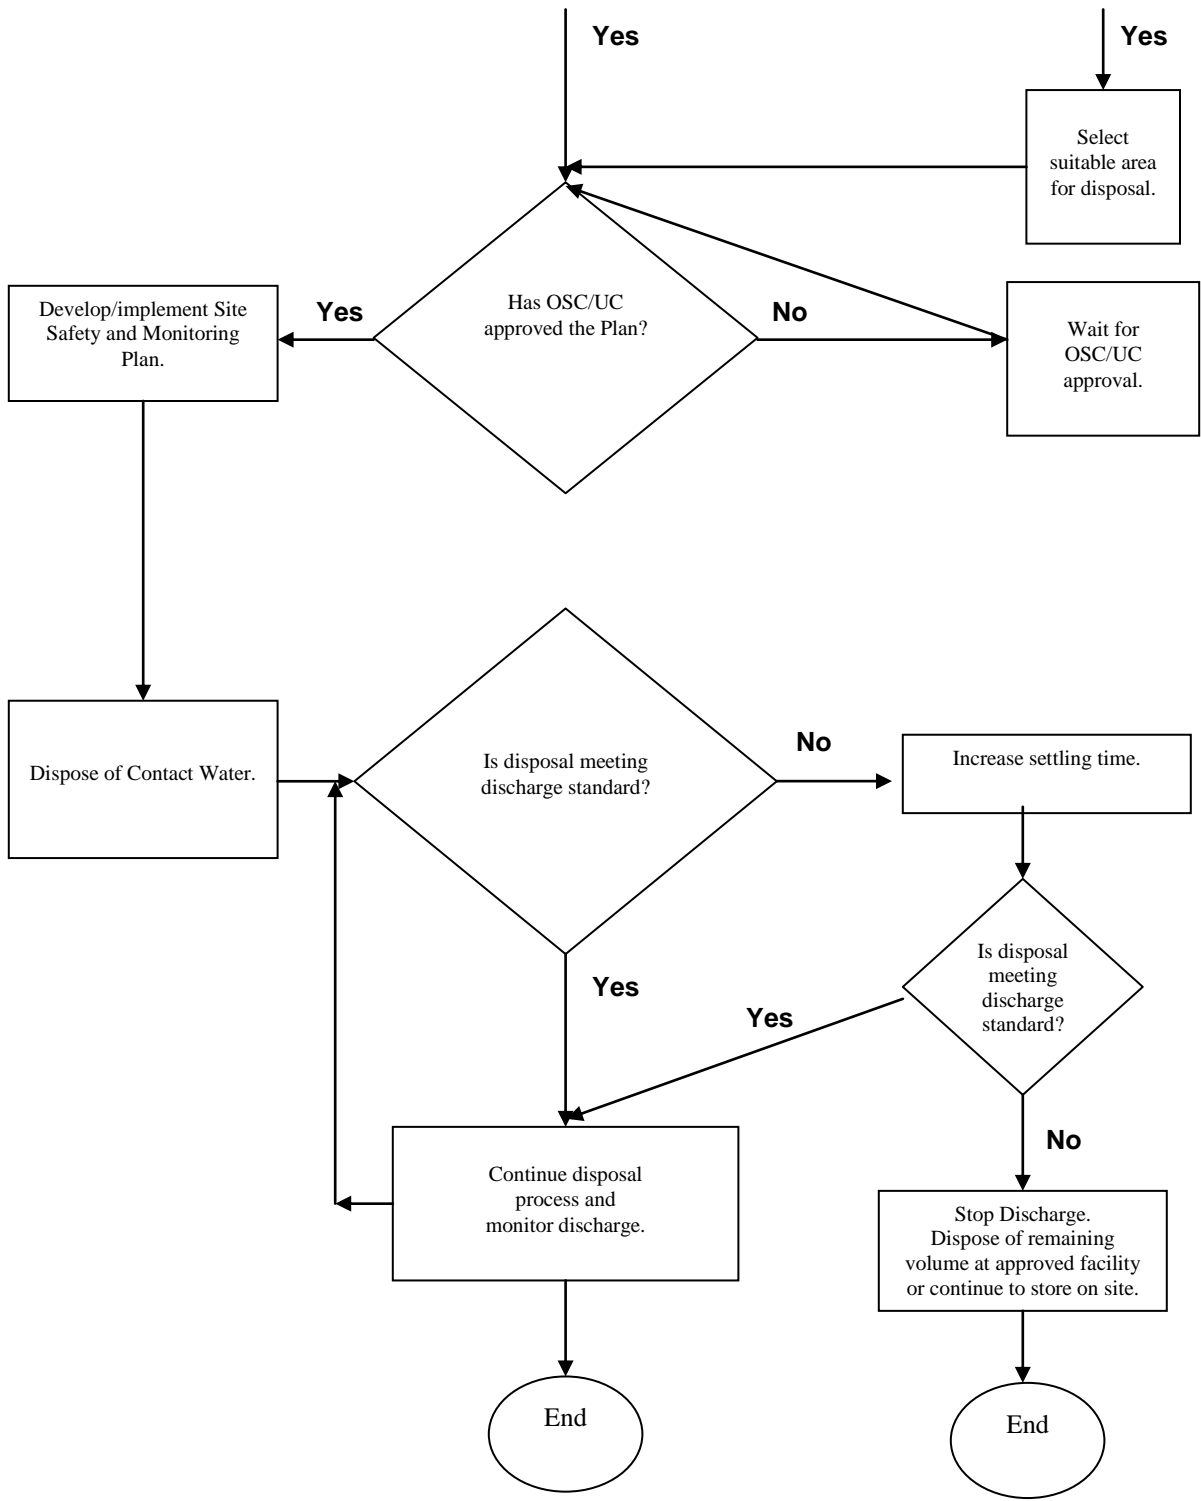 Yes
Yes
Select
suitable area
for disposal.
Develop/implement Site
Safety and Monitoring
Plan.
Yes
Has OSC/UC
approved the Plan?
No
Wait for
OSC/UC
approval.
Dispose of Contact Water.
Is disposal meeting
discharge standard?
No
Increase settling time.
Is disposal
meeting
discharge
standard?
Yes
Yes
No
Continue disposal
process and
monitor discharge.
Stop Discharge.
Dispose of remaining
volume at approved facility
or continue to store on site.
End
End